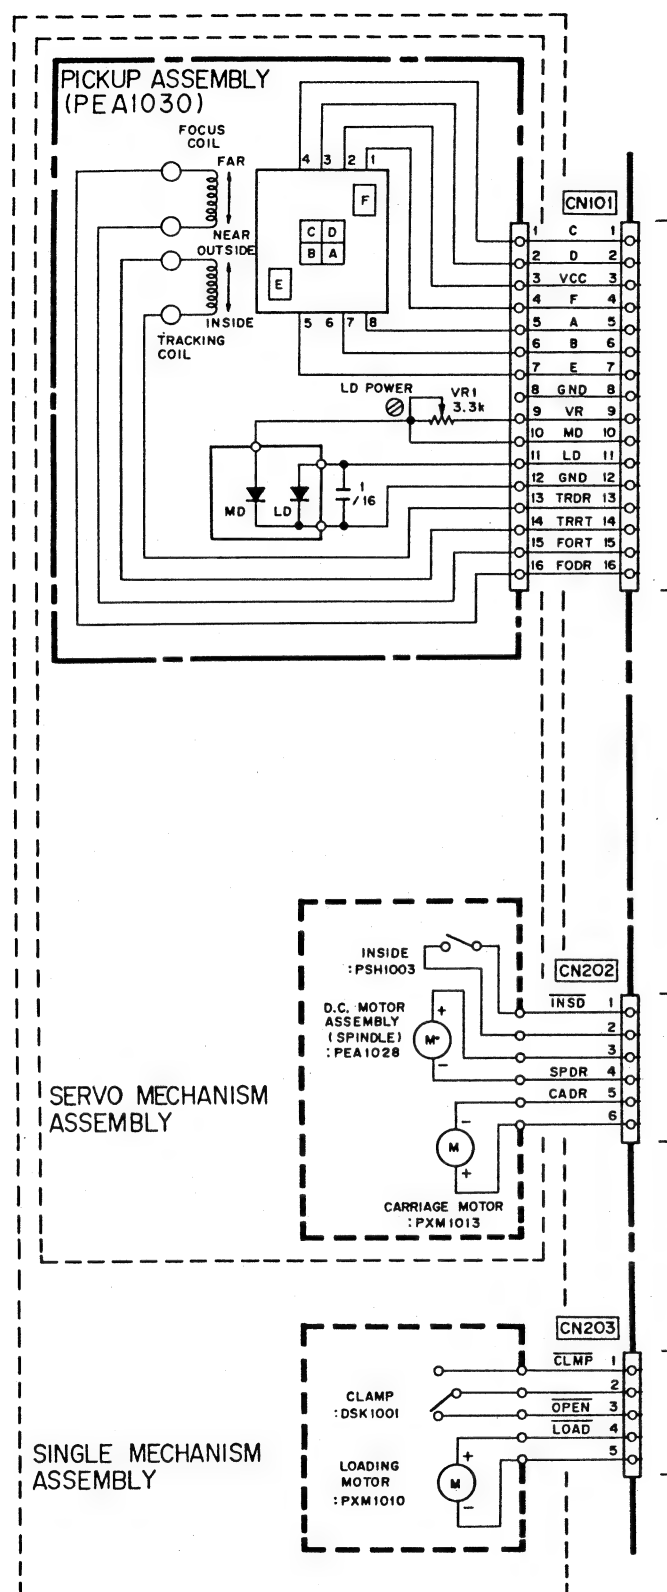 PICKUP ASSEMBLY
(PEA1030)
FOCUS
COIL
FAR
NEAR
OUTSIDE
INSIDE
TRACKING
COIL
4 3 2 1
F
C D
B A
E
5 6 7 8
CN101
1 C 1
2 D 2
3 VCC 3
4 F 4
5 A 5
6 B 6
7 E 7
8 GND 8
9 VR 9
10 MD 10
11 LD 11
12 GND 12
13 TRDR 13
14 TRRT 14
15 FORT 15
16 FODR 16
LD POWER
VR1
3.3k
MD
LD
1
/16
SERVO MECHANISM
ASSEMBLY
INSIDE
:PSH1003
D.C. MOTOR
ASSEMBLY
(SPINDLE)
:PEA1028
+
M
−
−
M
+
CARRIAGE MOTOR
:PXM1013
CN202
INSD 1
2
3
SPDR 4
CADR 5
6
SINGLE MECHANISM
ASSEMBLY
CLAMP
:DSK1001
LOADING
MOTOR
:PXM1010
+
M
−
CN203
CLMP 1
2
OPEN 3
LOAD 4
5